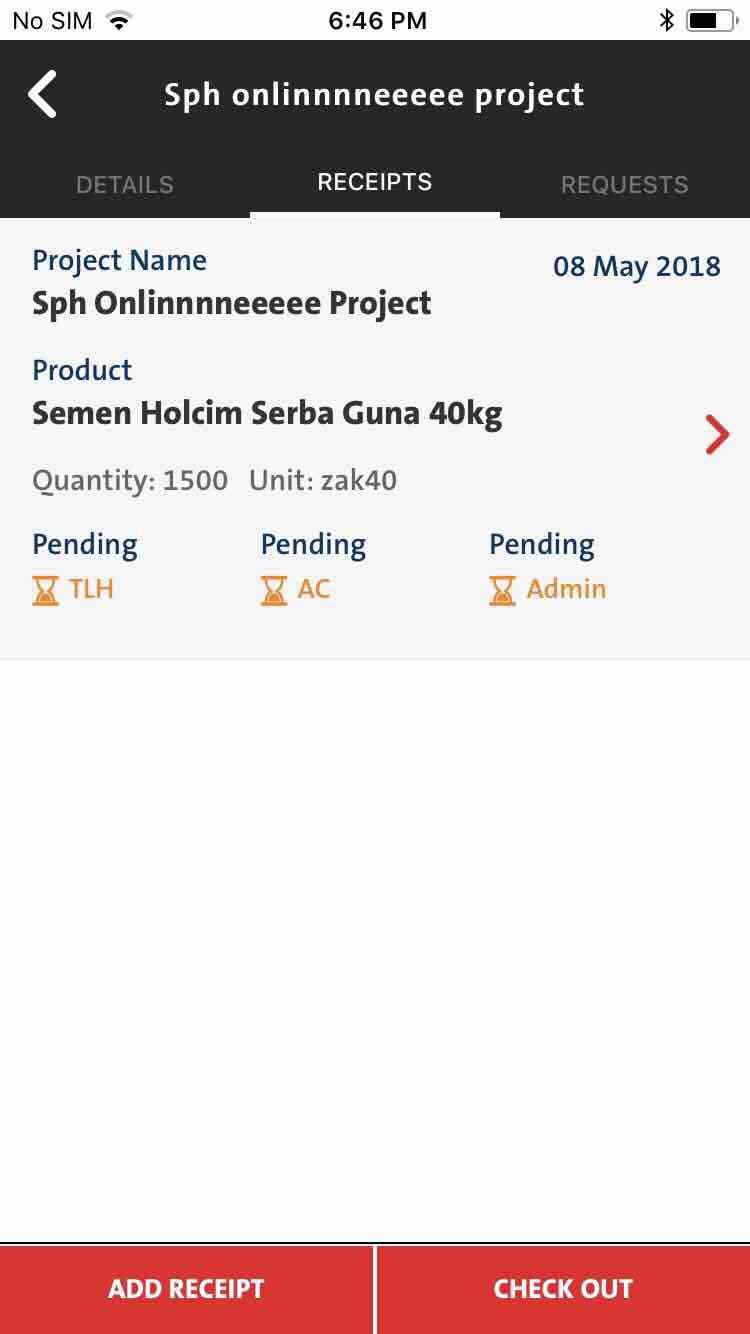 No SIM 6:46 PM
Sph onlinnnneeeee project
DETAILS RECEIPTS REQUESTS
Project Name 08 May 2018
Sph Onlinnnneeeee Project
Product
Semen Holcim Serba Guna 40kg
Quantity: 1500 Unit: zak40
Pending Pending Pending
TLH AC Admin
ADD RECEIPT CHECK OUT